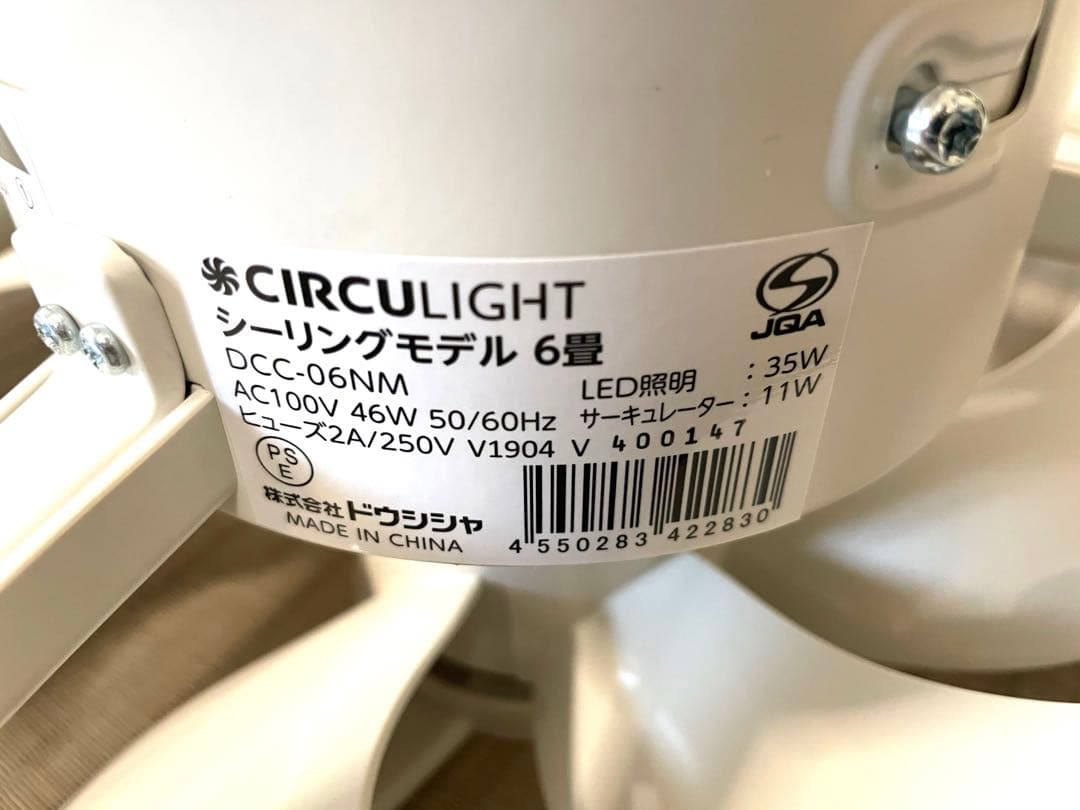 CIRCULIGHT
JQA
シーリングモデル 6畳
DCC-06NM
LED照明 : 35W
AC100V 46W 50/60Hz
サーキュレーター : 11W
ヒューズ2A/250V V1904 V 400147
PS
E
株式会社ドウシシャ
MADE IN CHINA
4 550283 422830